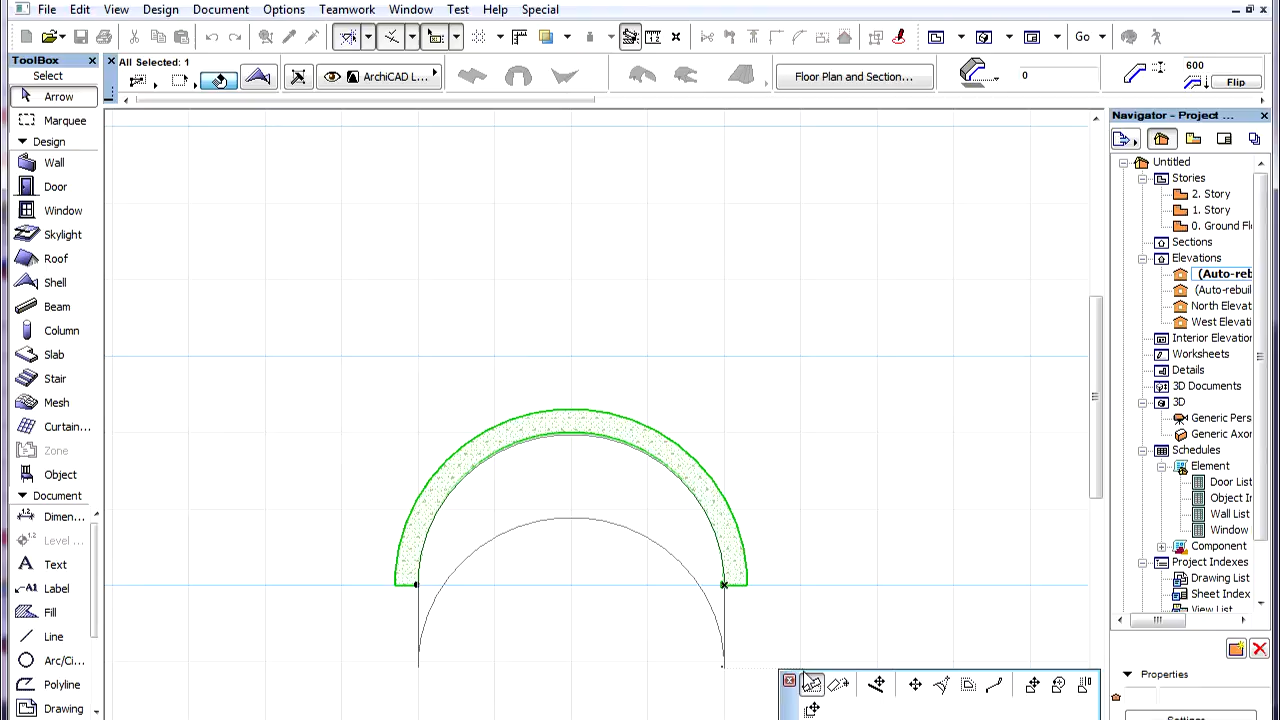 File Edit View Design Document Options Teamwork Window Test Help Special
Go
ToolBox
Select
Arrow
Marquee
Design
Wall
Door
Window
Skylight
Roof
Shell
Beam
Column
Slab
Stair
Mesh
Curtain...
Zone
Object
Document
Dimen...
Level ...
Text
Label
Fill
Line
Arc/Ci...
Polyline
Drawing
All Selected: 1
ArchiCAD L...
Floor Plan and Section...
0
600
Flip
Navigator - Project ...
Untitled
Stories
2. Story
1. Story
0. Ground Fl
Sections
Elevations
(Auto-reb
(Auto-rebuil
North Elevat
West Elevati
Interior Elevatio
Worksheets
Details
3D Documents
3D
Generic Pers
Generic Axor
Schedules
Element
Door List
Object In
Wall List
Window
Component
Project Indexes
Drawing List
Sheet Index
View List
Properties
Settings